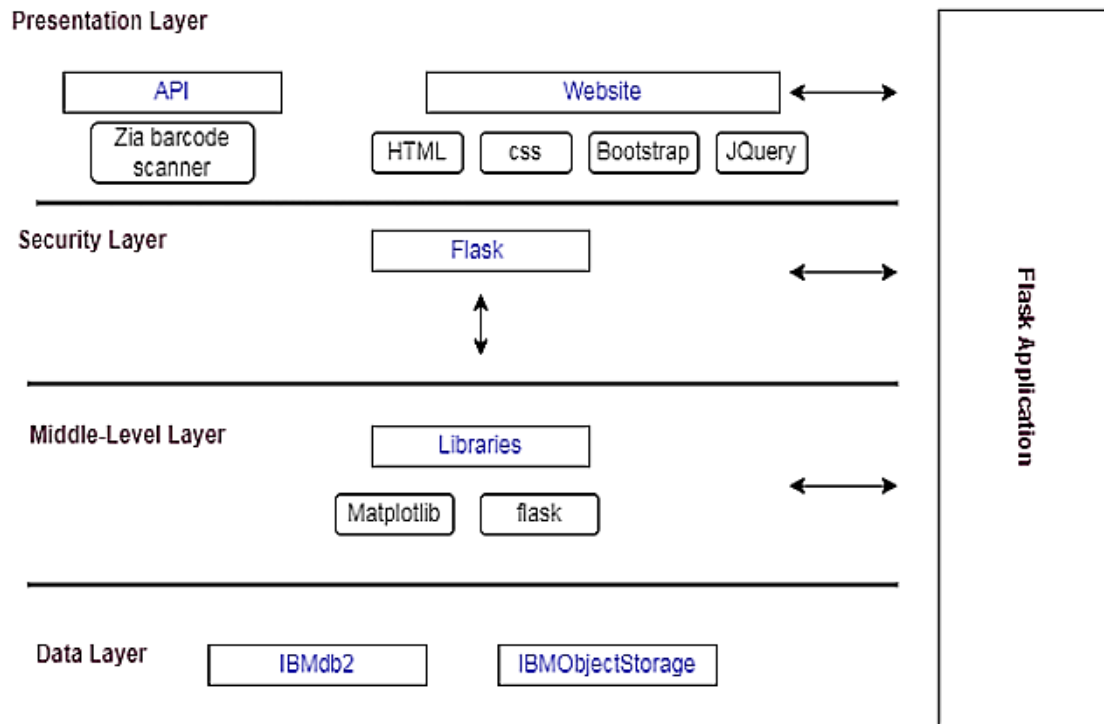 Presentation Layer
API
Website
Zia barcode
scanner
HTML
css
Bootstrap
JQuery
Security Layer
Flask
Middle-Level Layer
Libraries
Matplotlib
flask
Data Layer
IBMdb2
IBMObjectStorage
Flask Application